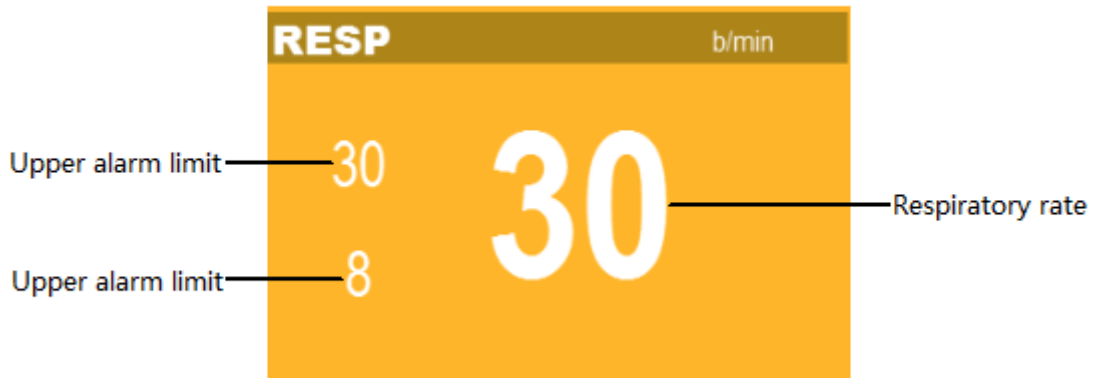 RESP b/min
Upper alarm limit 30
30 Respiratory rate
Upper alarm limit 8